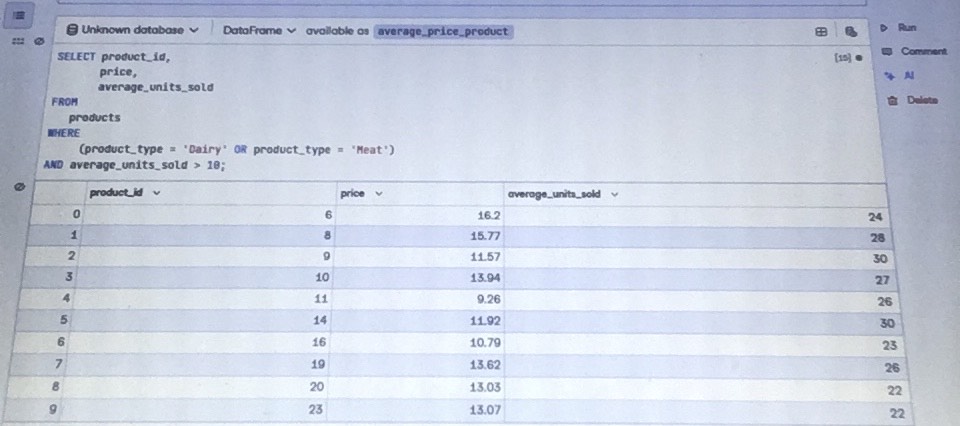 Unknown database DataFrame available as average_price_product
Run
Comment
AI
Delete
[15]
SELECT product_id,
price,
average_units_sold
FROM
products
WHERE
(product_type = 'Dairy' OR product_type = 'Meat')
AND average_units_sold > 10;
product_id price average_units_sold
0 6 16.2 24
1 8 15.77 28
2 9 11.57 30
3 10 13.94 27
4 11 9.26 26
5 14 11.92 30
6 16 10.79 23
7 19 13.62 26
8 20 13.03 22
9 23 13.07 22